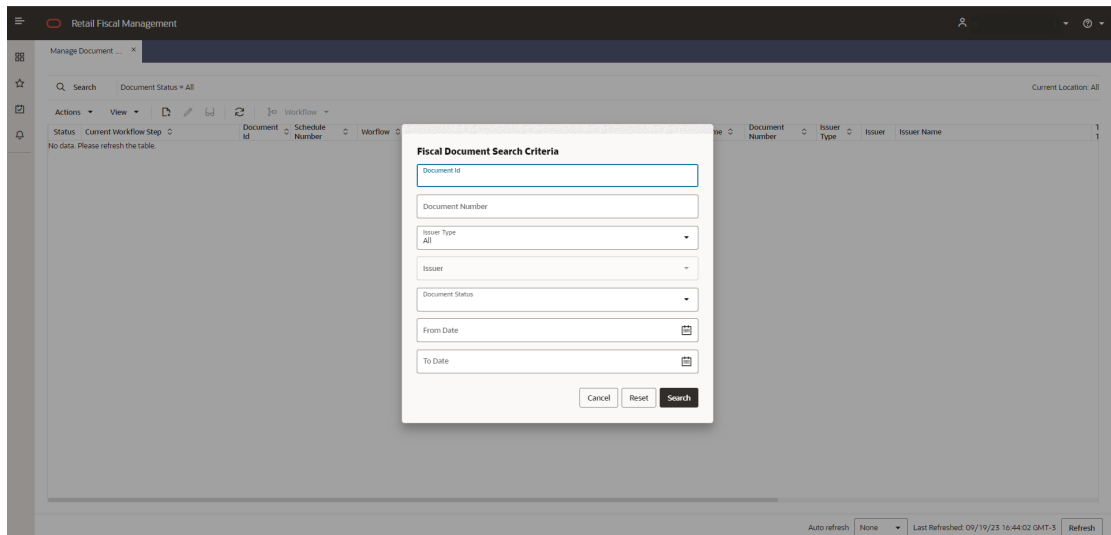 Retail Fiscal Management
Manage Document ... ×
Search Document Status = All Current Location: All
Actions View Workflow
Status Current Workflow Step Document Id Schedule Number Worflow me Document Number Issuer Type Issuer Issuer Name
No data. Please refresh the table.
Fiscal Document Search Criteria
Document Id
Document Number
Issuer Type
All
Issuer
Document Status
From Date
To Date
Cancel Reset Search
Auto refresh None Last Refreshed: 09/19/23 16:44:02 GMT-3 Refresh